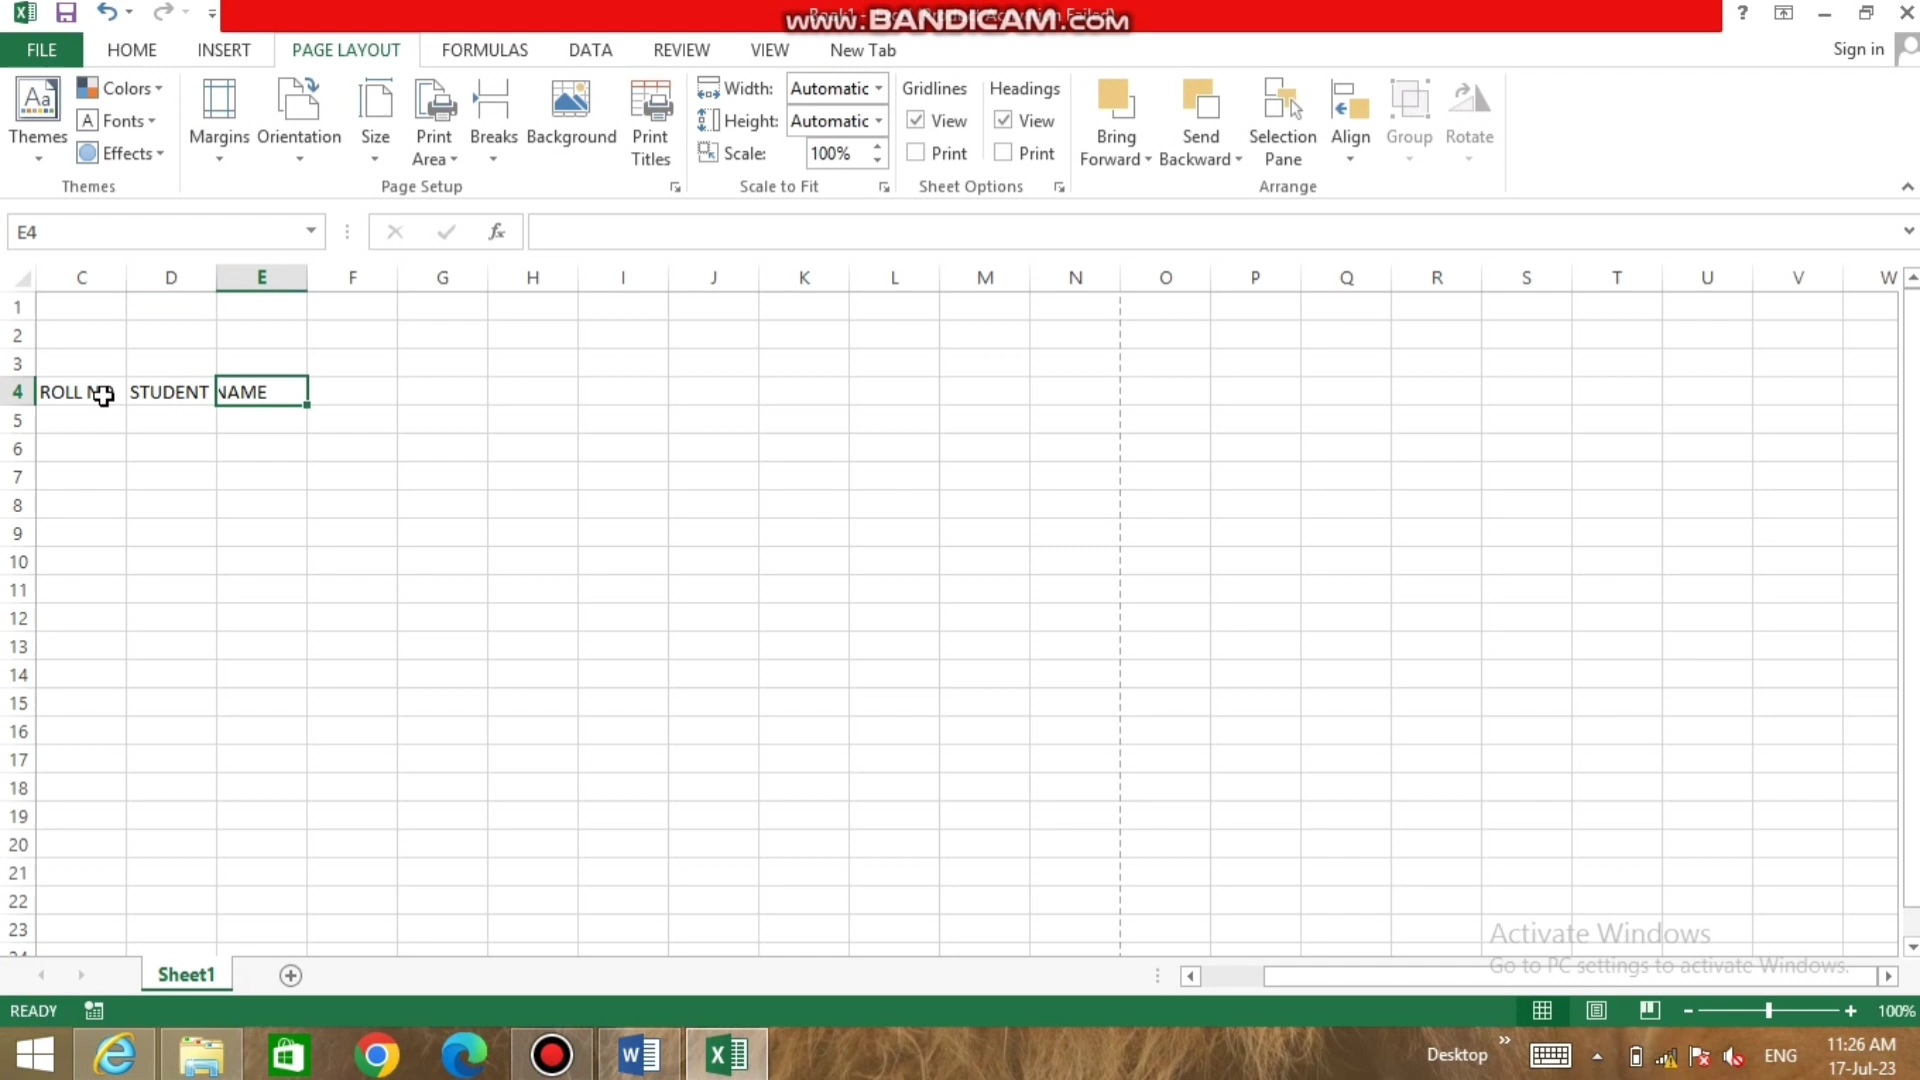 www.BANDICAM.com
FILE HOME INSERT PAGE LAYOUT FORMULAS DATA REVIEW VIEW New Tab Sign in
Themes Colors Fonts Effects Margins Orientation Size Print Area Breaks Background Print Titles
Width: Automatic Height: Automatic Scale: 100%
Gridlines View Print Headings View Print
Bring Forward Send Backward Selection Pane Align Group Rotate
Themes Page Setup Scale to Fit Sheet Options Arrange
E4 fx
C D E F G H I J K L M N O P Q R S T U V W
1
2
3
4 ROLL STUDENT NAME
5
6
7
8
9
10
11
12
13
14
15
16
17
18
19
20
21
22
23
Activate Windows
Go to PC settings to activate Windows.
Sheet1
READY 100%
Desktop ENG 11:26 AM
17-Jul-23